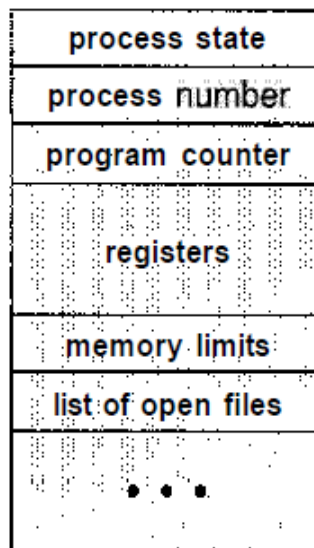 process state
process number
program counter
registers
memory limits
list of open files
• • •